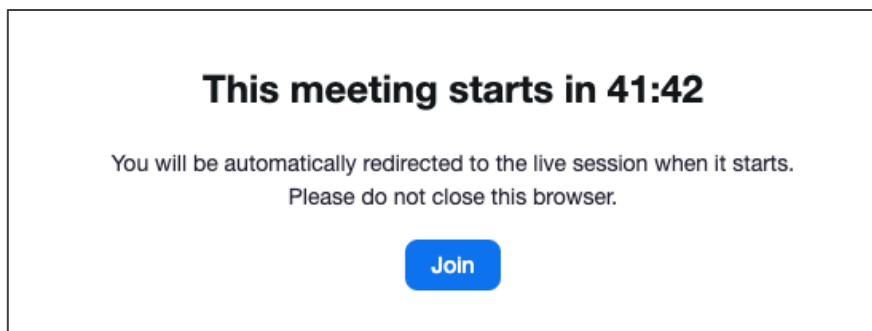 This meeting starts in 41:42
You will be automatically redirected to the live session when it starts.
Please do not close this browser.
Join